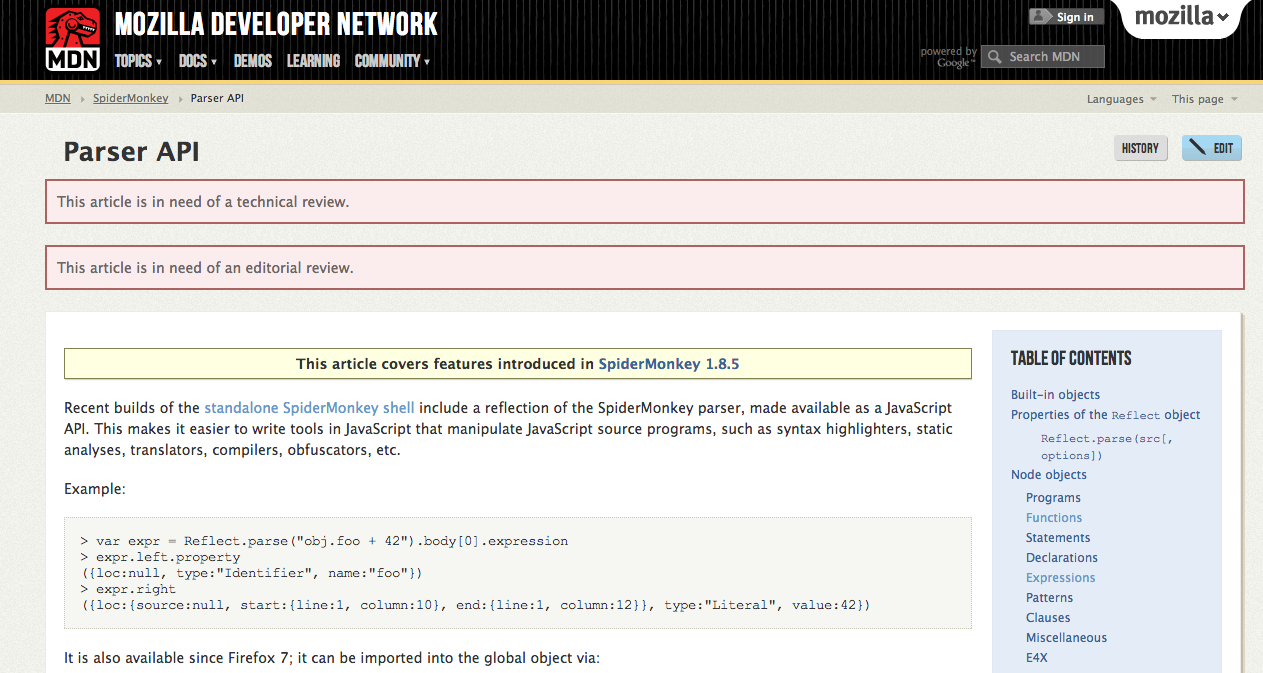 MDN
MOZILLA DEVELOPER NETWORK
TOPICS ▾ DOCS ▾ DEMOS LEARNING COMMUNITY ▾
Sign in
mozilla
powered by Google™
Search MDN
MDN › SpiderMonkey › Parser API
Languages This page
Parser API
HISTORY EDIT
This article is in need of a technical review.
This article is in need of an editorial review.
This article covers features introduced in SpiderMonkey 1.8.5
Recent builds of the standalone SpiderMonkey shell include a reflection of the SpiderMonkey parser, made available as a JavaScript
API. This makes it easier to write tools in JavaScript that manipulate JavaScript source programs, such as syntax highlighters, static
analyses, translators, compilers, obfuscators, etc.
Example:
> var expr = Reflect.parse("obj.foo + 42").body[0].expression
> expr.left.property
({loc:null, type:"Identifier", name:"foo"})
> expr.right
({loc:{source:null, start:{line:1, column:10}, end:{line:1, column:12}}, type:"Literal", value:42})
It is also available since Firefox 7; it can be imported into the global object via:
TABLE OF CONTENTS
Built-in objects
Properties of the Reflect object
Reflect.parse(src[,
options])
Node objects
Programs
Functions
Statements
Declarations
Expressions
Patterns
Clauses
Miscellaneous
E4X